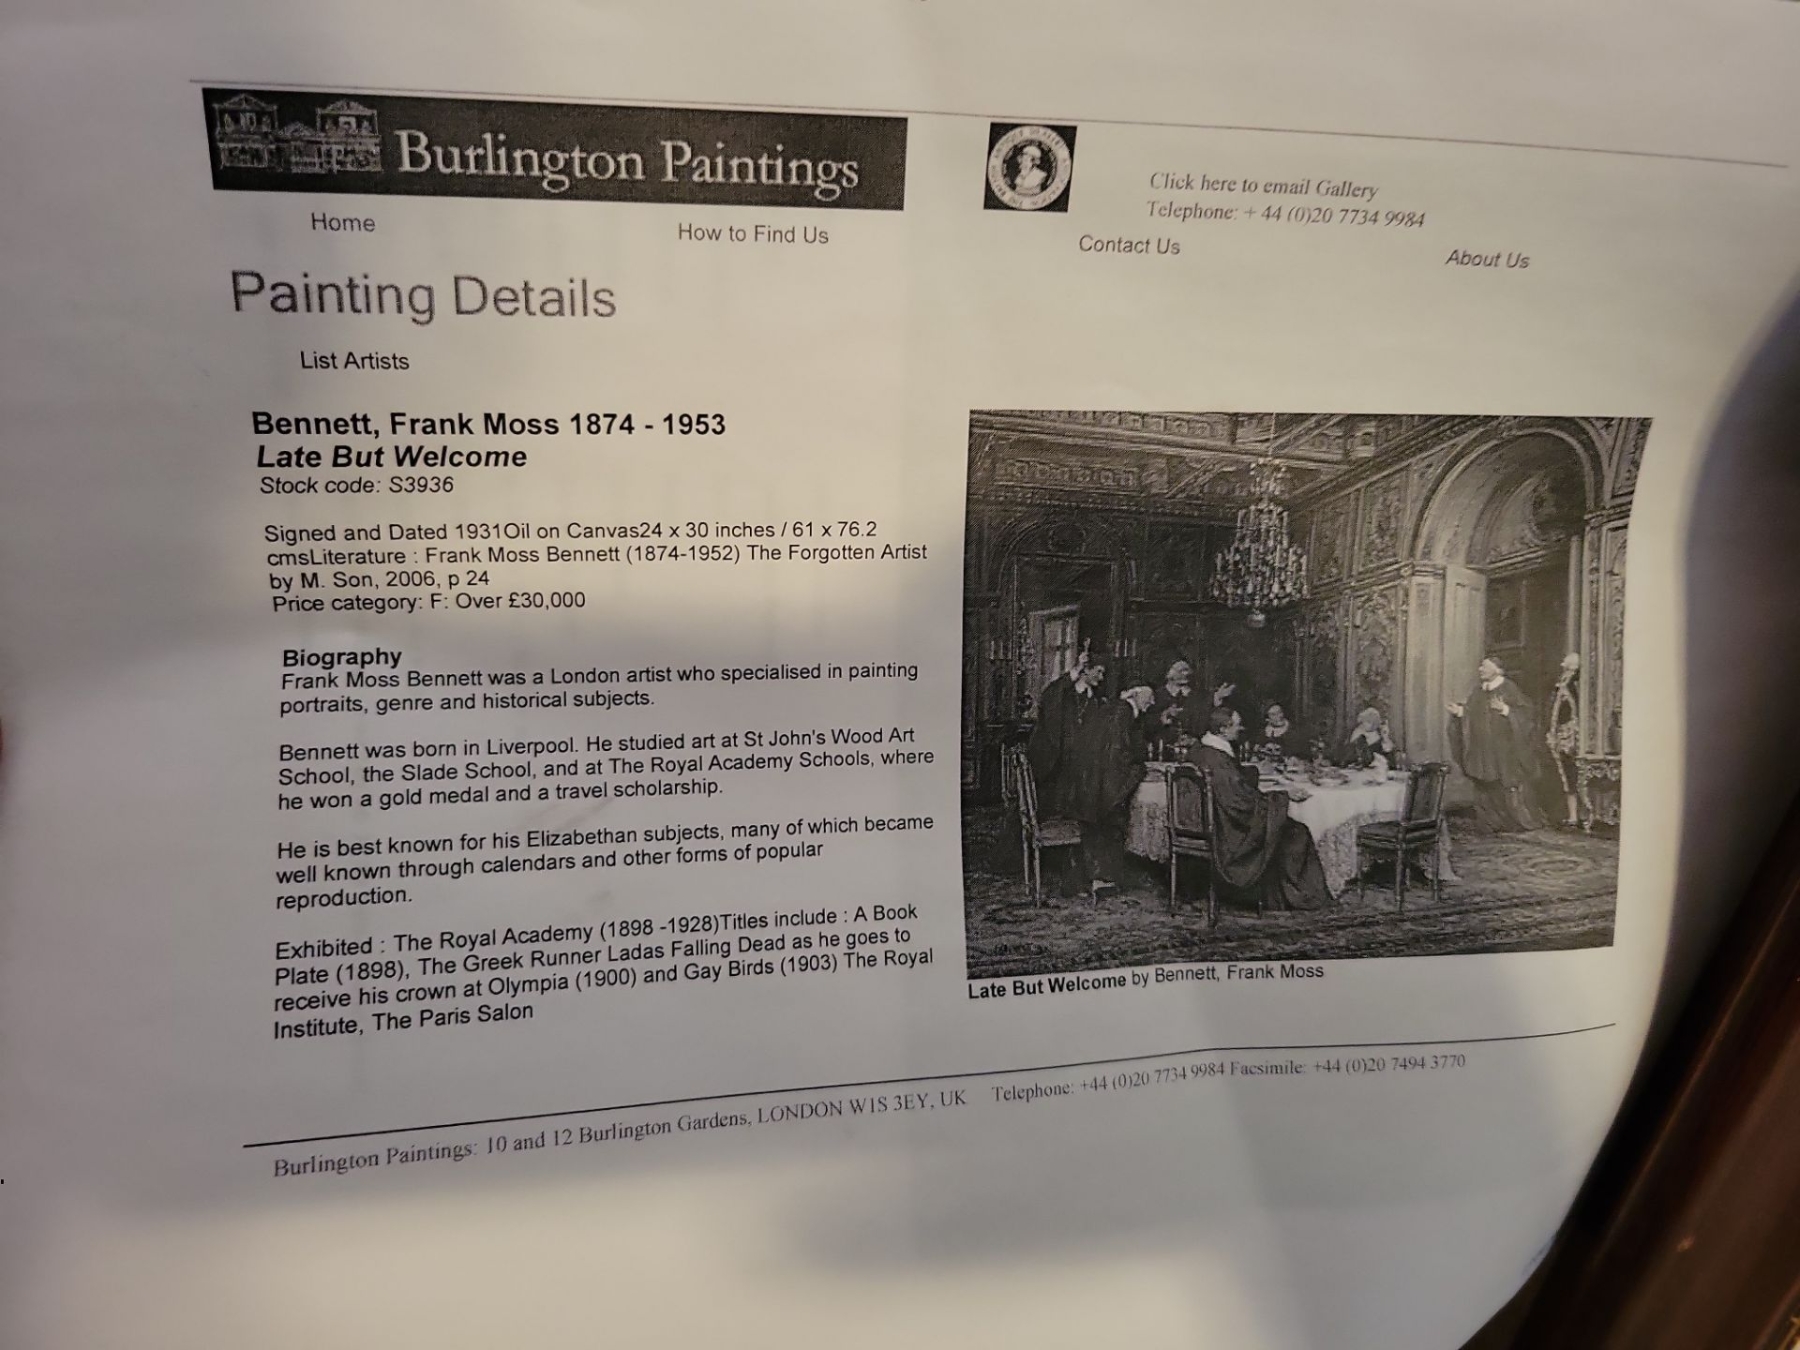 Burlington Paintings
Click here to email Gallery
Telephone: + 44 (0)20 7734 9984
Home
How to Find Us
Contact Us
About Us
Painting Details
List Artists
Bennett, Frank Moss 1874 - 1953
Late But Welcome
Stock code: S3936
Signed and Dated 1931Oil on Canvas24 x 30 inches / 61 x 76.2
cmsLiterature : Frank Moss Bennett (1874-1952) The Forgotten Artist
by M. Son, 2006, p 24
Price category: F: Over £30,000
Biography
Frank Moss Bennett was a London artist who specialised in painting
portraits, genre and historical subjects.
Bennett was born in Liverpool. He studied art at St John's Wood Art
School, the Slade School, and at The Royal Academy Schools, where
he won a gold medal and a travel scholarship.
He is best known for his Elizabethan subjects, many of which became
well known through calendars and other forms of popular
reproduction.
Exhibited : The Royal Academy (1898 -1928)Titles include : A Book
Plate (1898), The Greek Runner Ladas Falling Dead as he goes to
receive his crown at Olympia (1900) and Gay Birds (1903) The Royal
Institute, The Paris Salon
Late But Welcome by Bennett, Frank Moss
Burlington Paintings: 10 and 12 Burlington Gardens, LONDON W1S 3EY, UK Telephone: +44 (0)20 7734 9984 Facsimile: +44 (0)20 7494 3770